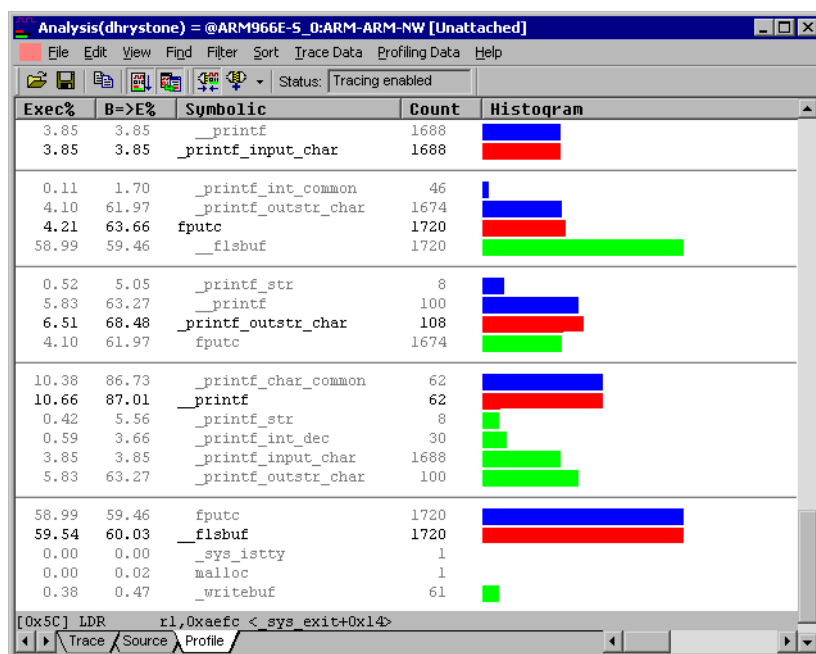 Analysis(dhrystone) = @ARM966E-S_0:ARM-ARM-NW [Unattached]
File Edit View Find Filter Sort Trace Data Profiling Data Help
Status: Tracing enabled
Exec% B=>E% Symbolic Count Histogram
3.85 3.85 __printf 1688
3.85 3.85 _printf_input_char 1688
0.11 1.70 _printf_int_common 46
4.10 61.97 _printf_outstr_char 1674
4.21 63.66 fputc 1720
58.99 59.46 __flsbuf 1720
0.52 5.05 _printf_str 8
5.83 63.27 __printf 100
6.51 68.48 _printf_outstr_char 108
4.10 61.97 fputc 1674
10.38 86.73 _printf_char_common 62
10.66 87.01 __printf 62
0.42 5.56 _printf_str 8
0.59 3.66 _printf_int_dec 30
3.85 3.85 _printf_input_char 1688
5.83 63.27 _printf_outstr_char 100
58.99 59.46 fputc 1720
59.54 60.03 __flsbuf 1720
0.00 0.00 _sys_istty 1
0.00 0.02 malloc 1
0.38 0.47 _writebuf 61
[0x5C] LDR r1,0xaefc <_sys_exit+0x14>
Trace Source Profile